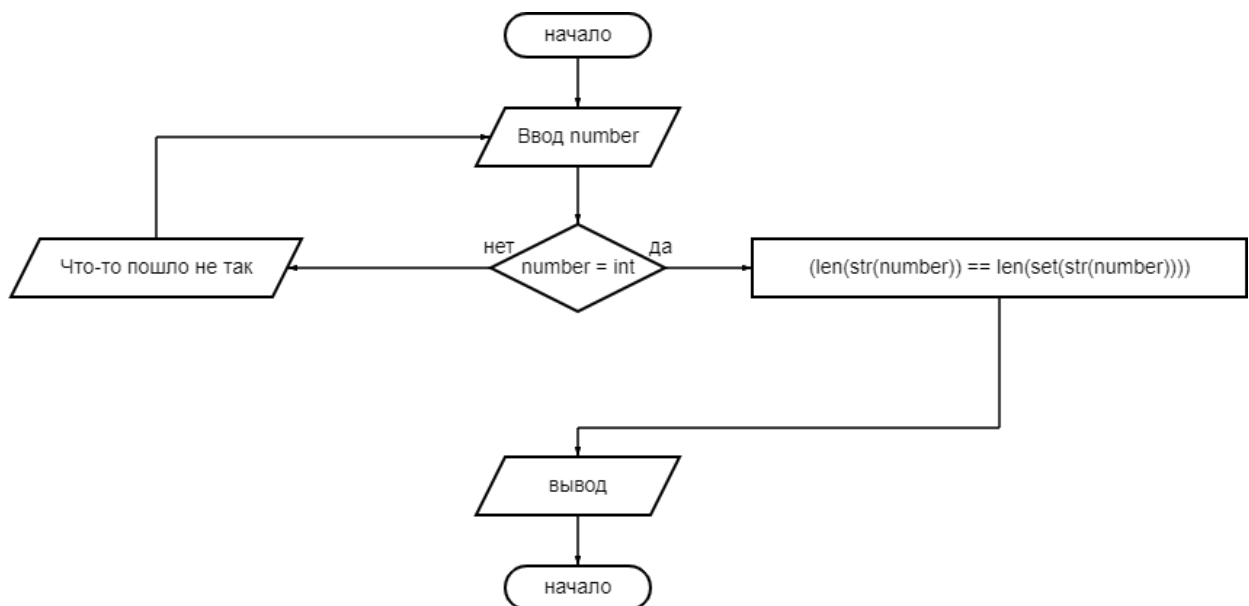 начало
Ввод number
нет
да
Что-то пошло не так
number = int
(len(str(number)) == len(set(str(number))))
вывод
начало